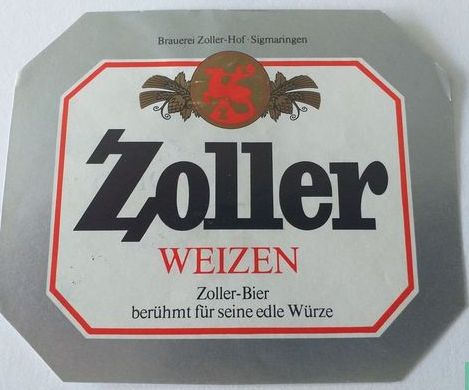 Brauerei Zoller-Hof · Sigmaringen
Zoller
WEIZEN
Zoller-Bier
berühmt für seine edle Würze